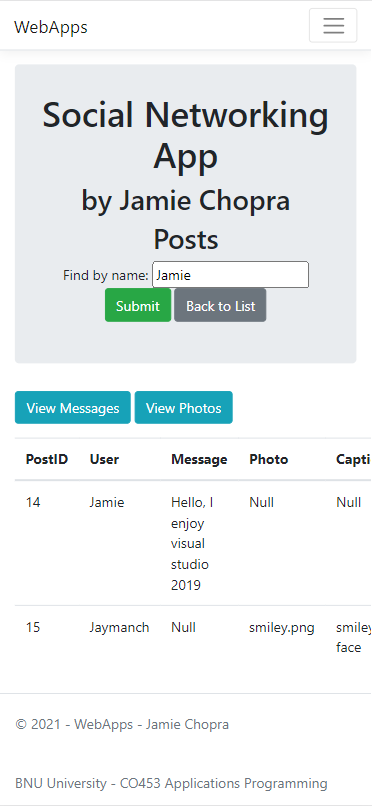 WebApps
Social Networking
App
by Jamie Chopra
Posts
Find by name: Jamie
Submit Back to List
View Messages View Photos
PostID User Message Photo Capti
14 Jamie Hello, I Null Null
enjoy
visual
studio
2019
15 Jaymanch Null smiley.png smiley
face
© 2021 - WebApps - Jamie Chopra
BNU University - CO453 Applications Programming